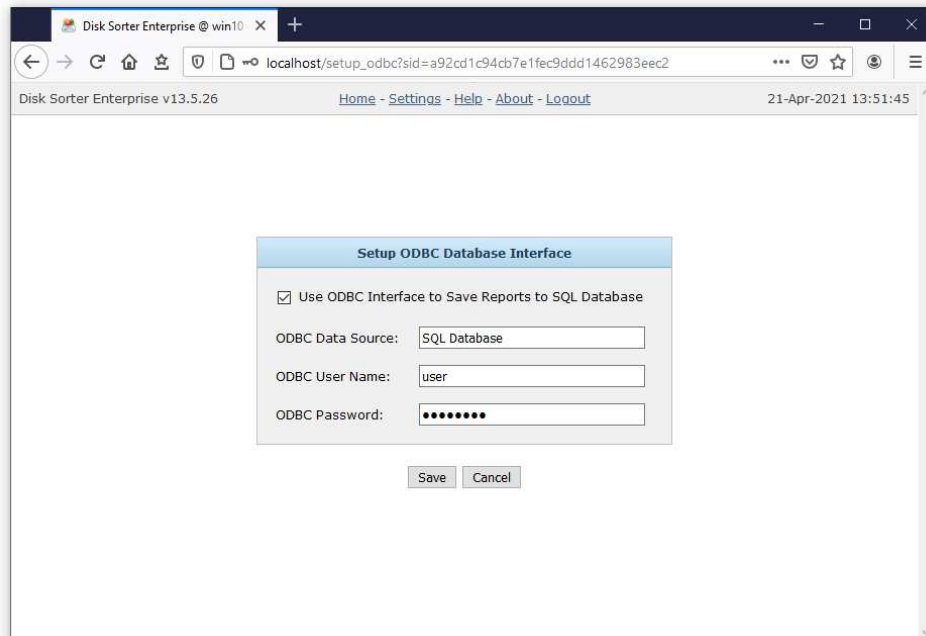 Disk Sorter Enterprise @ win10
localhost/setup_odbc?sid=a92cd1c94cb7e1fec9ddd1462983eec2
Disk Sorter Enterprise v13.5.26 Home - Settings - Help - About - Logout 21-Apr-2021 13:51:45
Setup ODBC Database Interface
Use ODBC Interface to Save Reports to SQL Database
ODBC Data Source: SQL Database
ODBC User Name: user
ODBC Password: ••••••••
Save Cancel